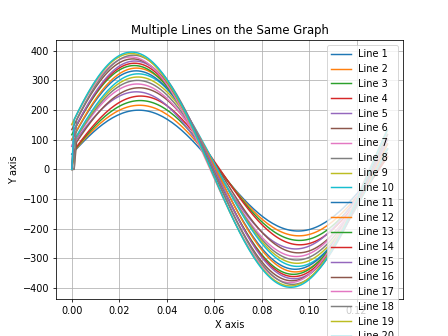 Multiple Lines on the Same Graph
Y axis
400
300
200
100
0
−100
−200
−300
−400
0.00
0.02
0.04
0.06
0.08
0.10
X axis
Line 1
Line 2
Line 3
Line 4
Line 5
Line 6
Line 7
Line 8
Line 9
Line 10
Line 11
Line 12
Line 13
Line 14
Line 15
Line 16
Line 17
Line 18
Line 19
Line 20